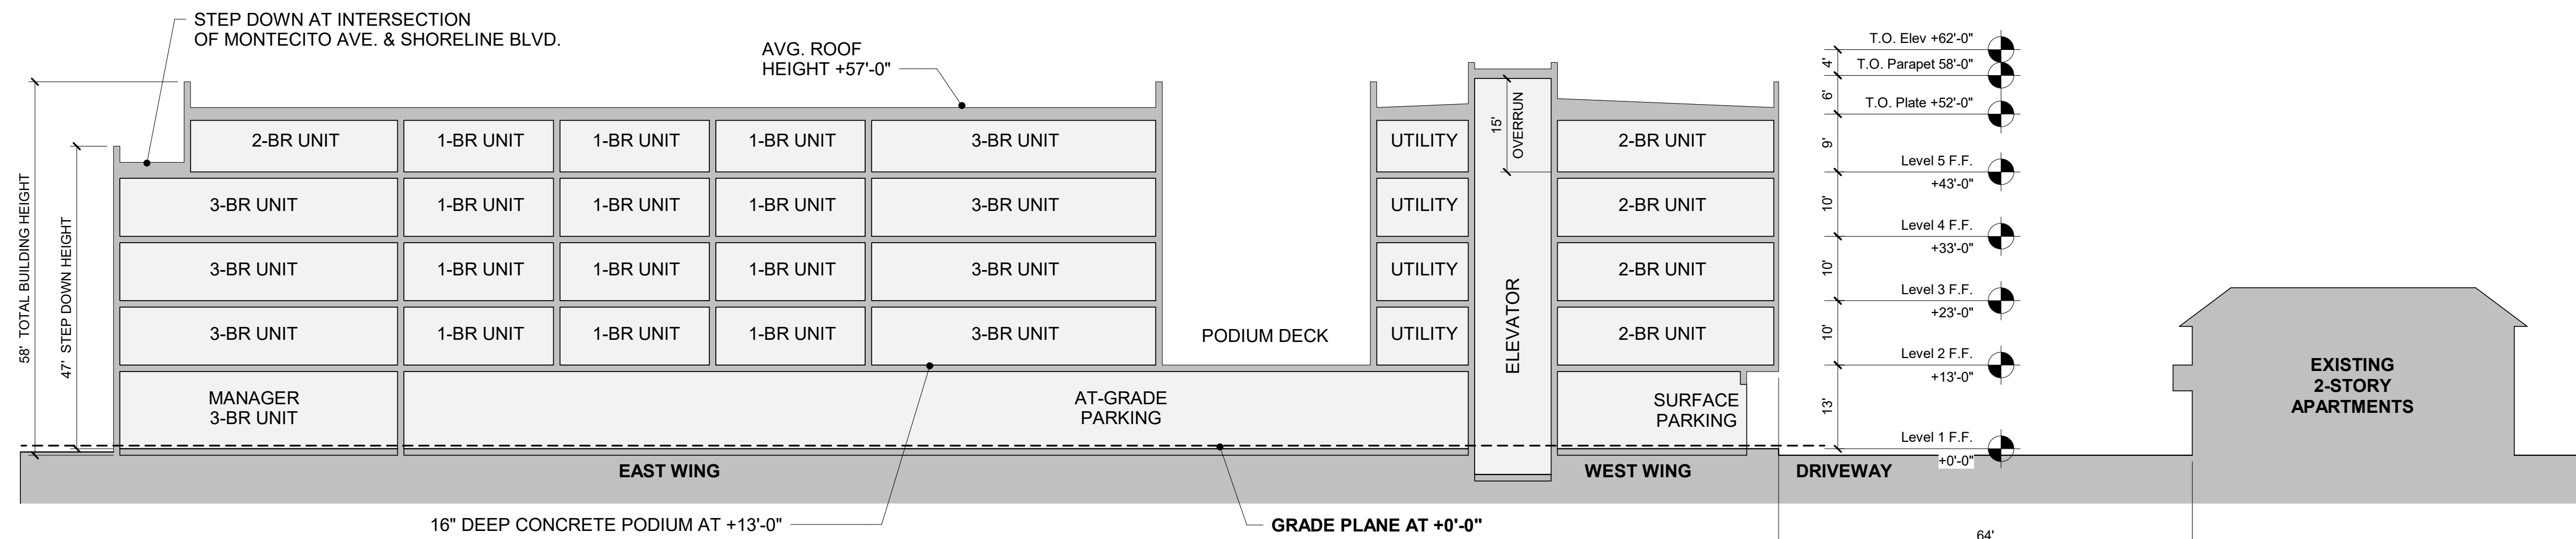 STEP DOWN AT INTERSECTION
OF MONTECITO AVE. & SHORELINE BLVD.
AVG. ROOF
HEIGHT +57'-0"
T.O. Elev +62'-0"
4'
T.O. Parapet 58'-0"
6'
T.O. Plate +52'-0"
9'
Level 5 F.F.
+43'-0"
10'
Level 4 F.F.
+33'-0"
10'
Level 3 F.F.
+23'-0"
10'
Level 2 F.F.
+13'-0"
13'
Level 1 F.F.
+0'-0"
58' TOTAL BUILDING HEIGHT
47' STEP DOWN HEIGHT
2-BR UNIT 1-BR UNIT 1-BR UNIT 1-BR UNIT 3-BR UNIT UTILITY 15' OVERRUN 2-BR UNIT
3-BR UNIT 1-BR UNIT 1-BR UNIT 1-BR UNIT 3-BR UNIT UTILITY 2-BR UNIT
3-BR UNIT 1-BR UNIT 1-BR UNIT 1-BR UNIT 3-BR UNIT UTILITY 2-BR UNIT
3-BR UNIT 1-BR UNIT 1-BR UNIT 1-BR UNIT 3-BR UNIT PODIUM DECK UTILITY ELEVATOR 2-BR UNIT
MANAGER
3-BR UNIT
AT-GRADE
PARKING
SURFACE
PARKING
EXISTING
2-STORY
APARTMENTS
EAST WING
WEST WING
DRIVEWAY
16" DEEP CONCRETE PODIUM AT +13'-0"
GRADE PLANE AT +0'-0"
64'